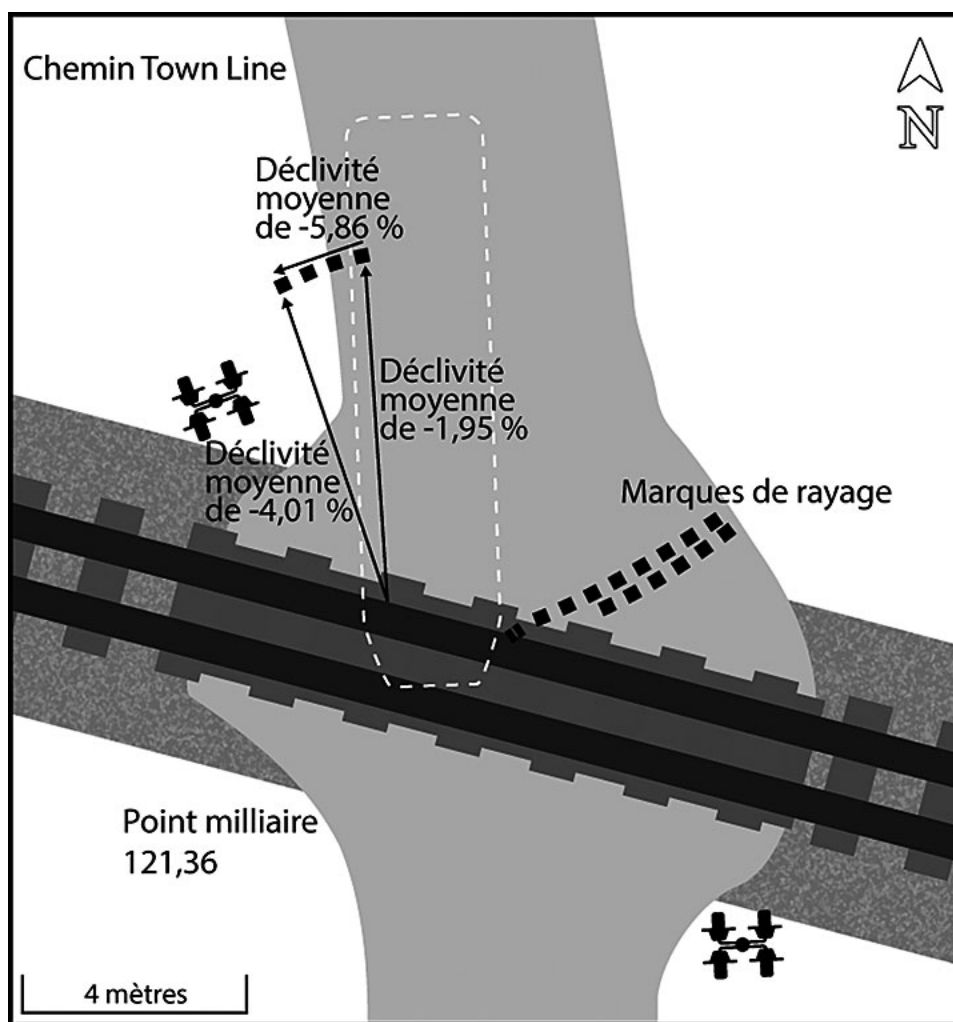 Chemin Town Line
N
Déclivité
moyenne
de -5,86 %
Déclivité
moyenne
de -1,95 %
Déclivité
moyenne
de -4,01 %
Marques de rayage
Point milliaire
121,36
4 mètres